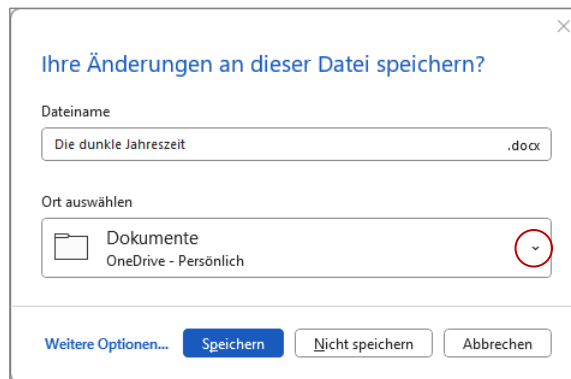 Ihre Änderungen an dieser Datei speichern?
Dateiname
Die dunkle Jahreszeit .docx
Ort auswählen
Dokumente
OneDrive - Persönlich
Weitere Optionen... Speichern Nicht speichern Abbrechen